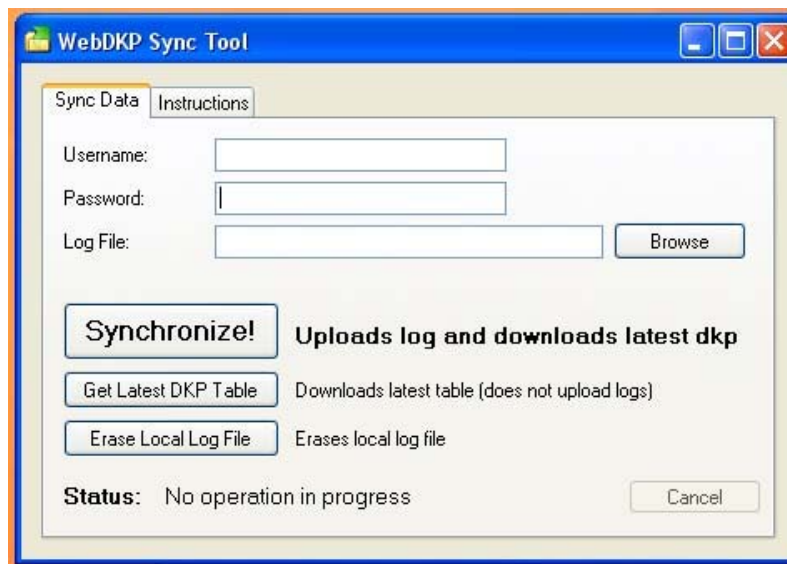 WebDKP Sync Tool
Sync Data Instructions
Username:
Password:
Log File: Browse
Synchronize! Uploads log and downloads latest dkp
Get Latest DKP Table Downloads latest table (does not upload logs)
Erase Local Log File Erases local log file
Status: No operation in progress Cancel